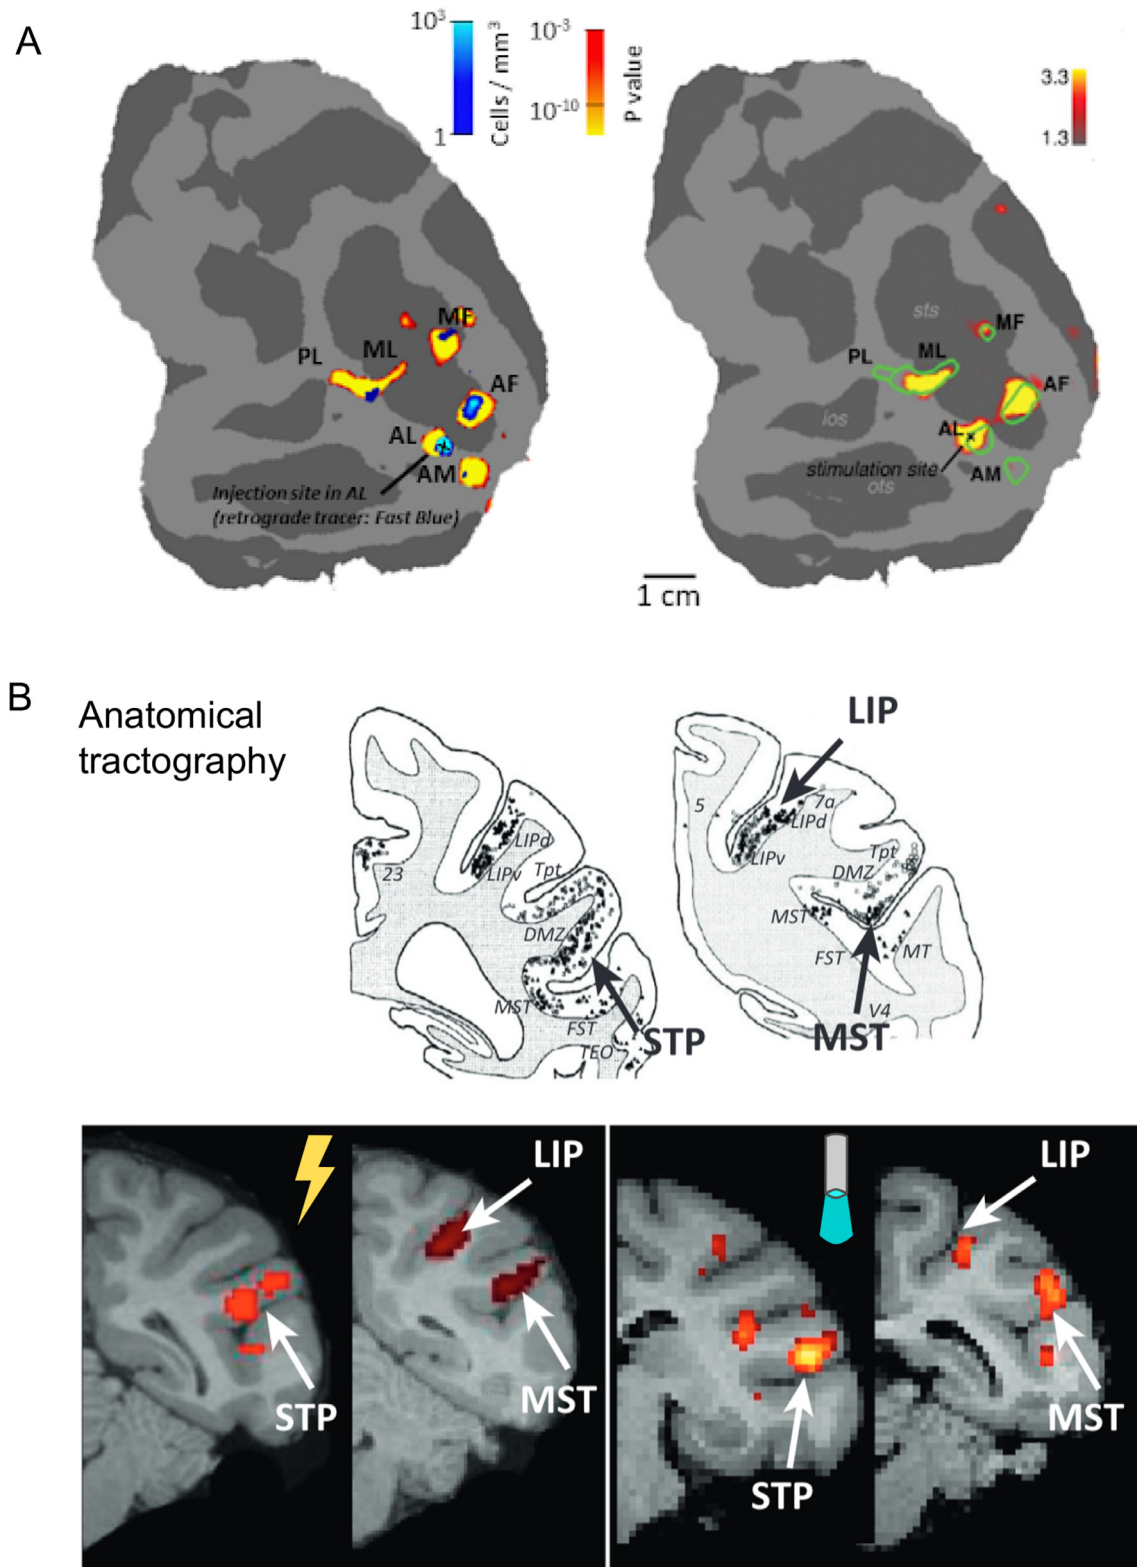 A
10³
1
Cells / mm³
10⁻³
10⁻¹⁰
P value
3.3
1.3
MF
PL
ML
AF
AL
AM
Injection site in AL
(retrograde tracer: Fast Blue)
sts
MF
PL
ML
AF
ios
AL
stimulation site
ots
AM
1 cm
B
Anatomical
tractography
LIP
23
LIPd
LIPv
Tpt
DMZ
MST
FST
TEO
STP
5
7a
LIPd
LIPv
Tpt
DMZ
MST
FST
MT
V4
MST
LIP
STP
MST
LIP
STP
MST